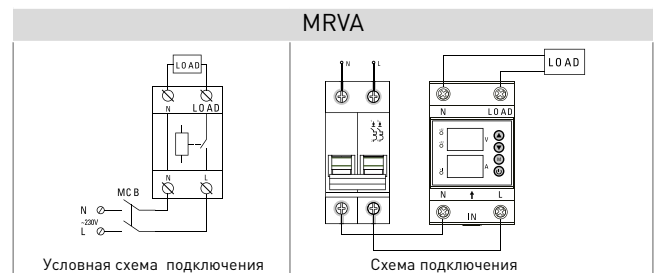 MRVA
LOAD
N LOAD
N L
MCB
N
~230V
L
Условная схема подключения
N L
LOAD
N LOAD
V
A
N ↑ L
IN
Схема подключения